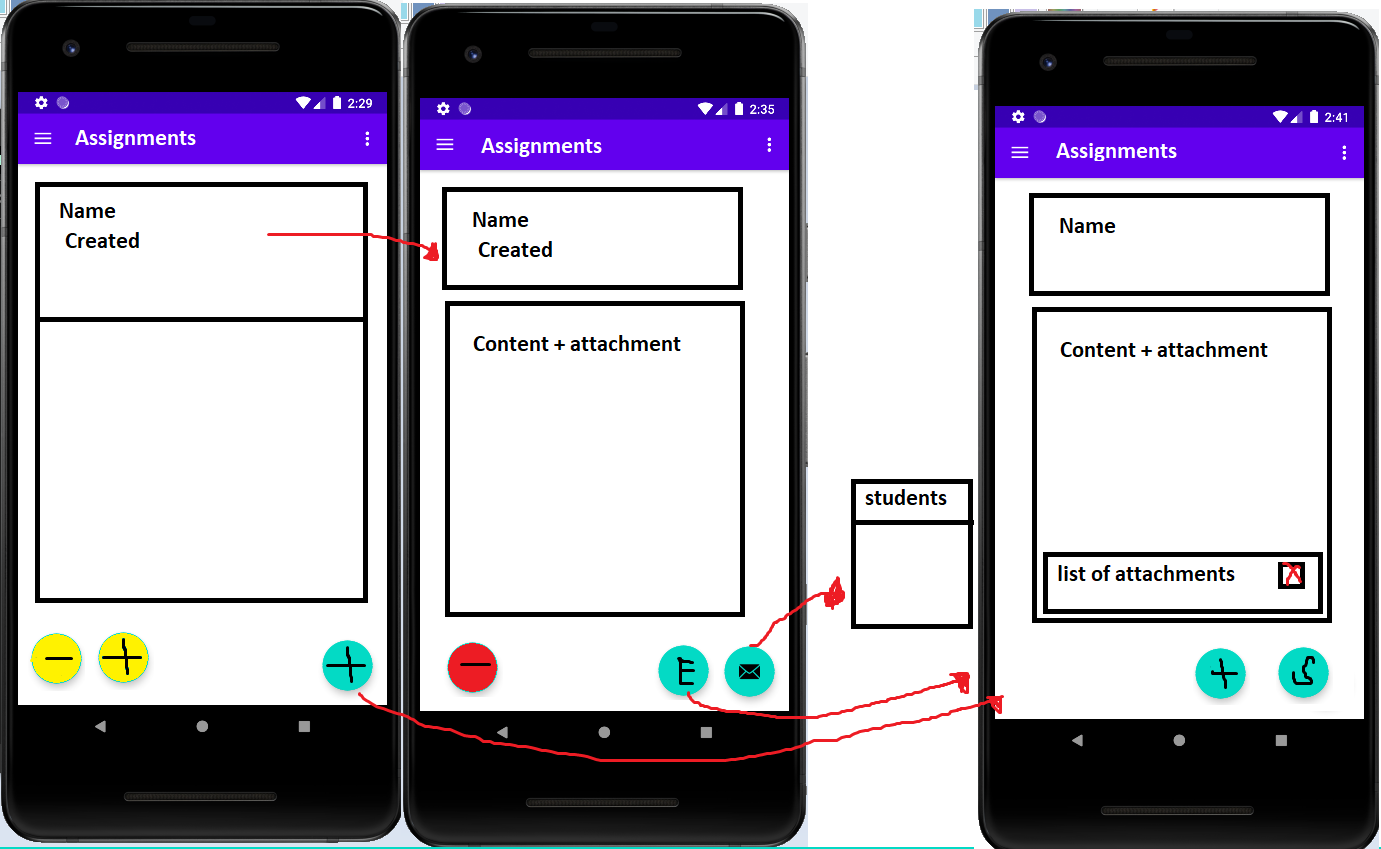 2:29
Assignments
Name
Created
2:35
Assignments
Name
Created
Content + attachment
E
students
2:41
Assignments
Name
Content + attachment
list of attachments
X